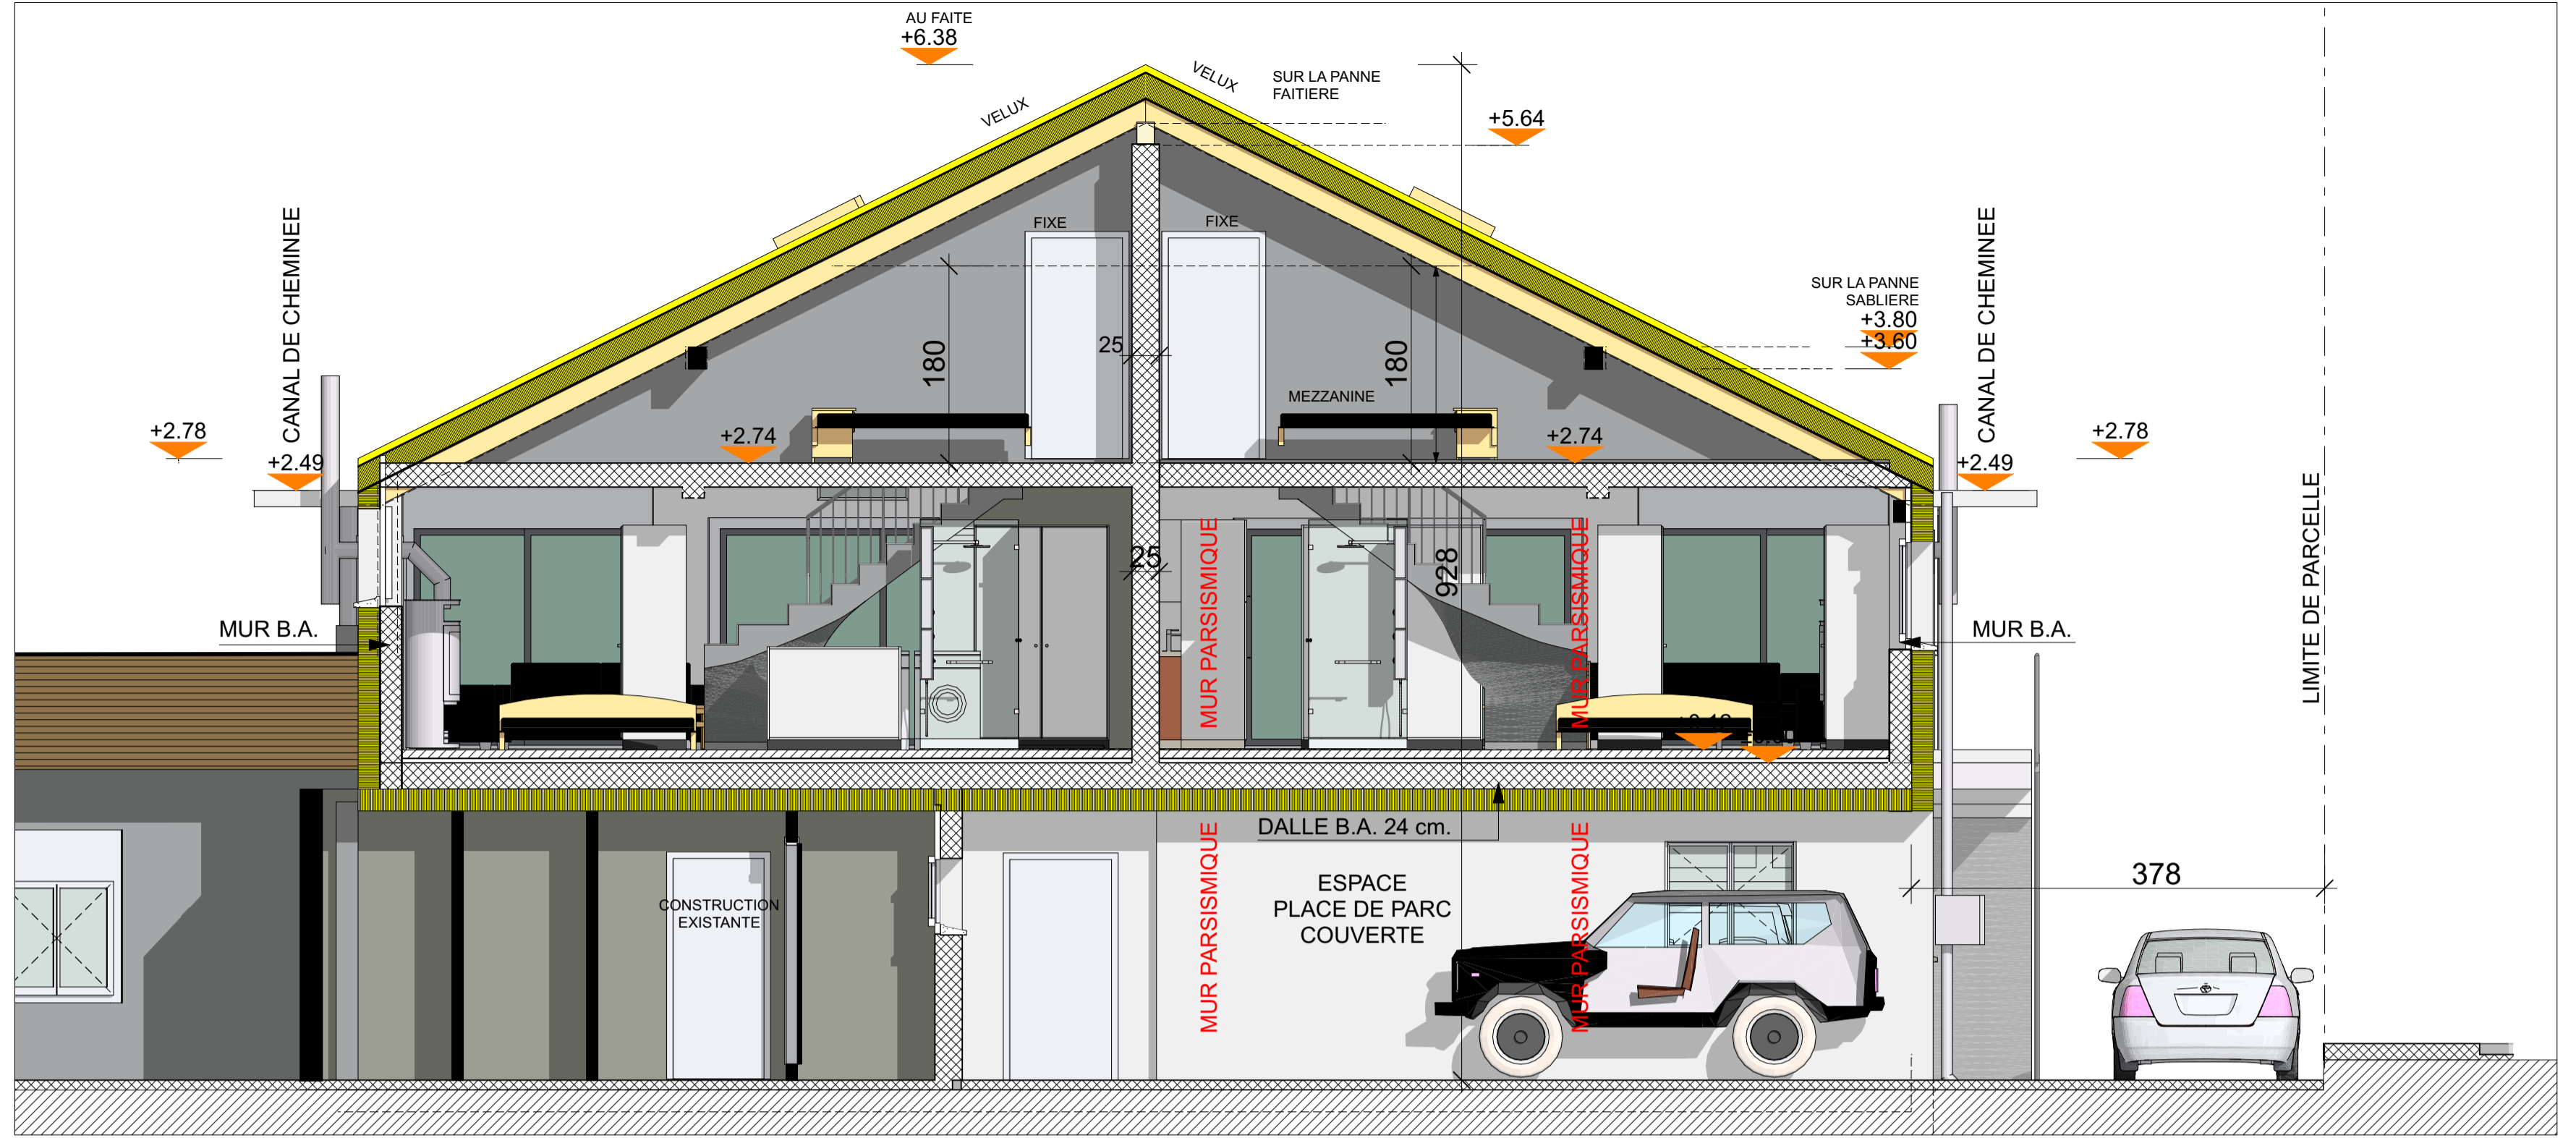 AU FAITE
+6.38
VELUX
VELUX
SUR LA PANNE
FAITIERE
+5.64
FIXE
FIXE
CANAL DE CHEMINEE
CANAL DE CHEMINEE
SUR LA PANNE
SABLIERE
+3.80
+3.60
180
25
180
MEZZANINE
+2.78
+2.49
+2.74
+2.74
+2.78
+2.49
LIMITE DE PARCELLE
MUR PARSISMIQUE
MUR PARSISMIQUE
25
928
MUR B.A.
MUR B.A.
DALLE B.A. 24 cm.
MUR PARSISMIQUE
MUR PARSISMIQUE
ESPACE
PLACE DE PARC
COUVERTE
378
CONSTRUCTION
EXISTANTE